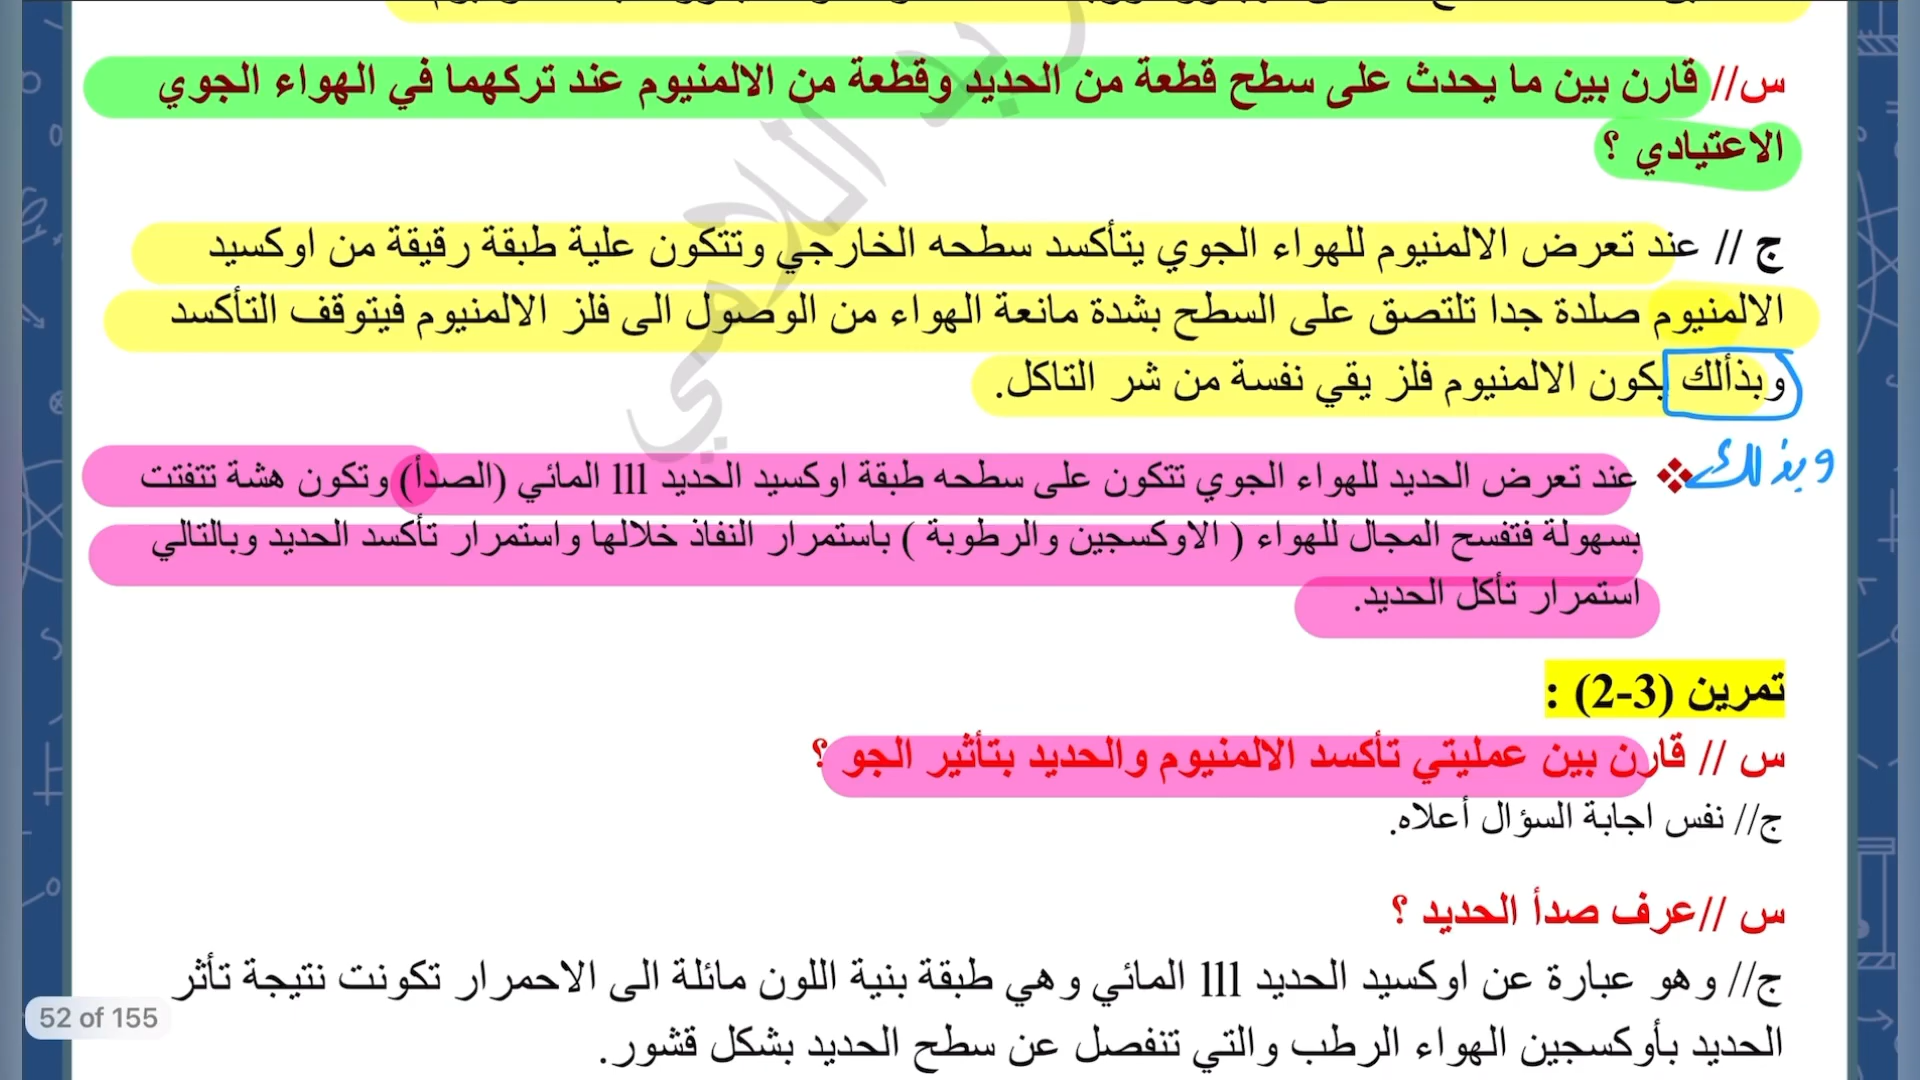 س// قارن بين ما يحدث على سطح قطعة من الحديد وقطعة من الالمنيوم عند تركهما في الهواء الجوي
الاعتيادي ؟
ج // عند تعرض الالمنيوم للهواء الجوي يتأكسد سطحه الخارجي وتتكون علية طبقة رقيقة من اوكسيد
الالمنيوم صلدة جدا تلتصق على السطح بشدة مانعة الهواء من الوصول الى فلز الالمنيوم فيتوقف التأكسد
وبذألك يكون الالمنيوم فلز يقي نفسة من شر التاكل.
وبذلك
❖ عند تعرض الحديد للهواء الجوي تتكون على سطحه طبقة اوكسيد الحديد lll المائي (الصدأ) وتكون هشة تتفتت
بسهولة فتفسح المجال للهواء ( الاوكسجين والرطوبة ) باستمرار النفاذ خلالها واستمرار تأكسد الحديد وبالتالي
استمرار تأكل الحديد.
تمرين (3-2) :
س // قارن بين عمليتي تأكسد الالمنيوم والحديد بتأثير الجو ؟
ج// نفس اجابة السؤال أعلاه.
س //عرف صدأ الحديد ؟
ج// وهو عبارة عن اوكسيد الحديد lll المائي وهي طبقة بنية اللون مائلة الى الاحمرار تكونت نتيجة تأثر
الحديد بأوكسجين الهواء الرطب والتي تنفصل عن سطح الحديد بشكل قشور.
52 of 155
اللامي